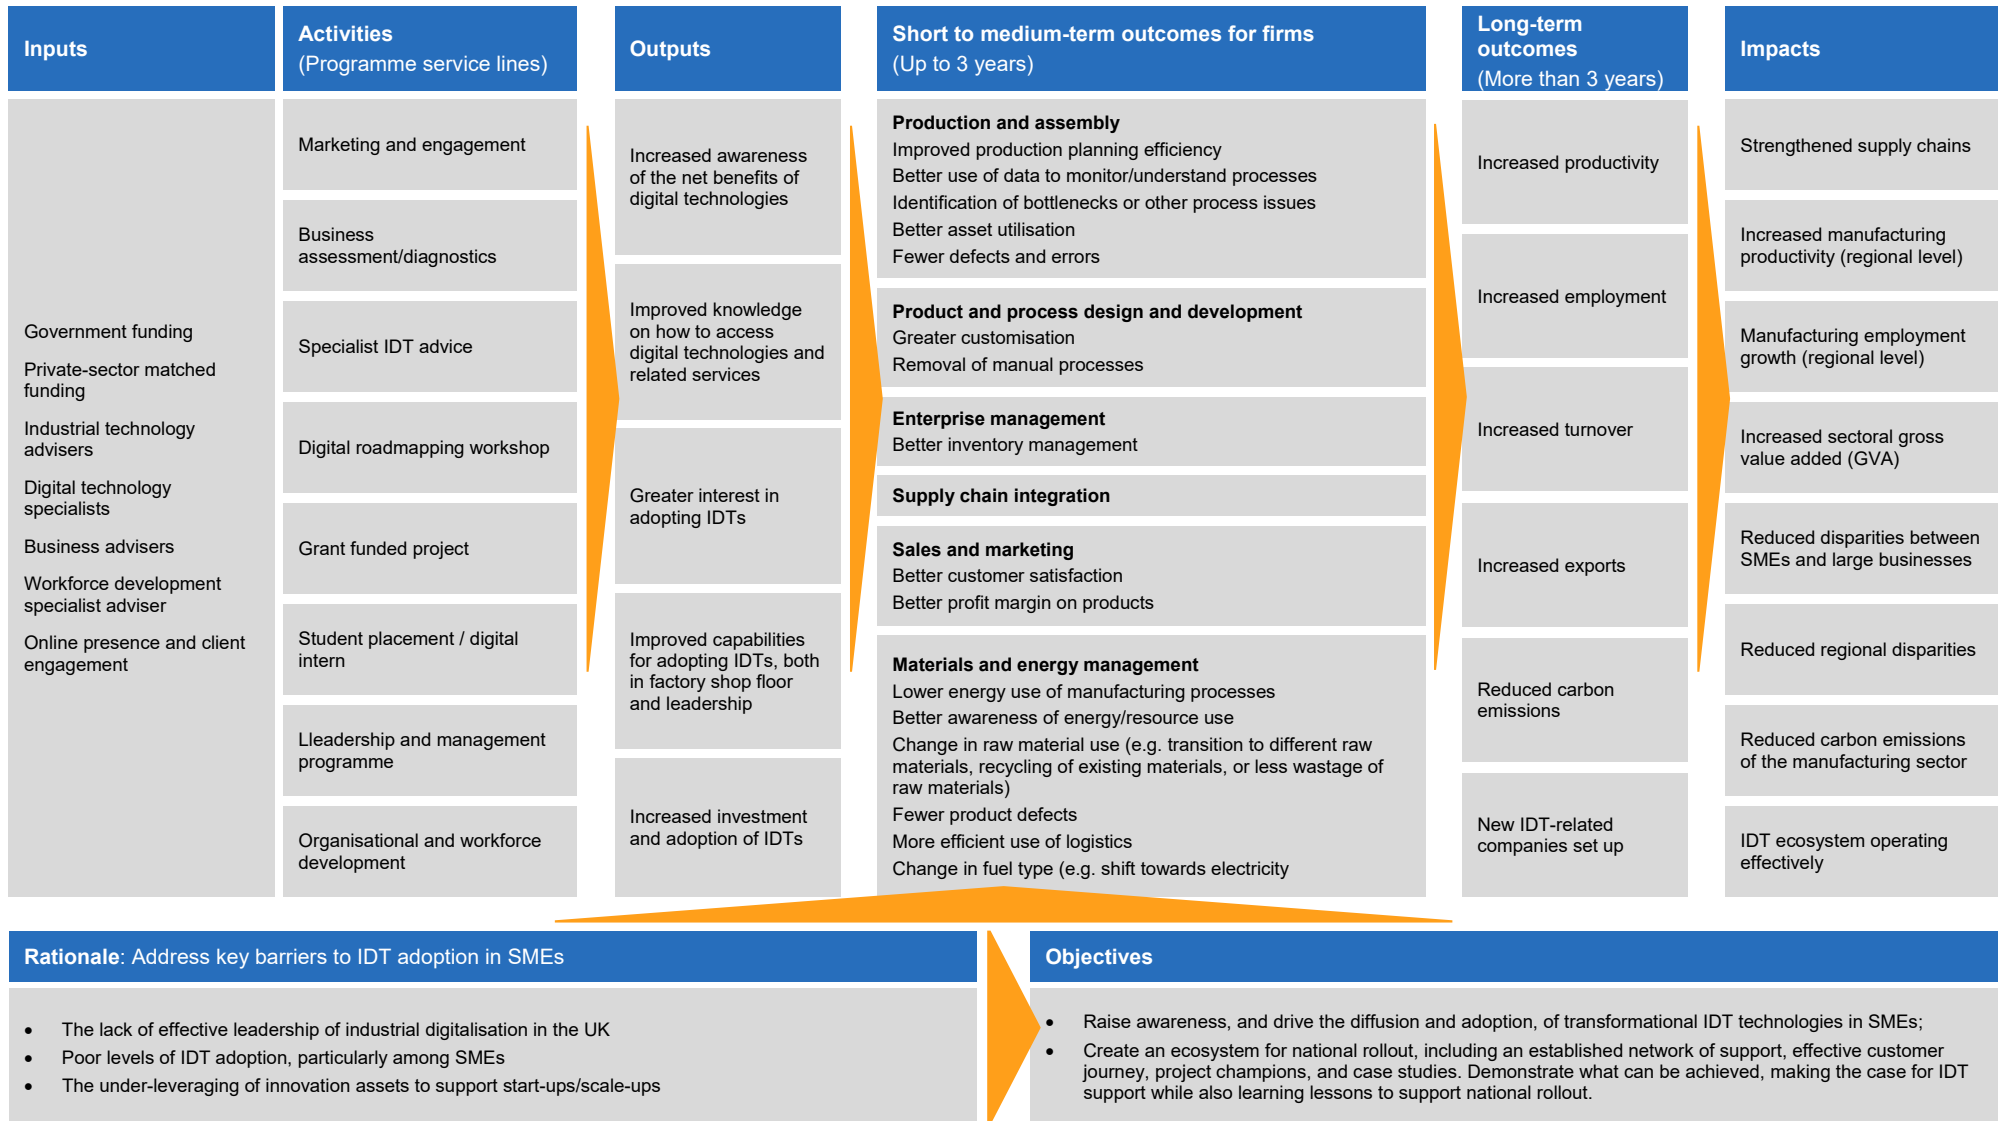 Inputs
Activities
(Programme service lines)
Outputs
Short to medium-term outcomes for firms
(Up to 3 years)
Long-term
outcomes
(More than 3 years)
Impacts
Government funding
Private-sector matched
funding
Industrial technology
advisers
Digital technology
specialists
Business advisers
Workforce development
specialist adviser
Online presence and client
engagement
Marketing and engagement
Business
assessment/diagnostics
Specialist IDT advice
Digital roadmapping workshop
Grant funded project
Student placement / digital
intern
Lleadership and management
programme
Organisational and workforce
development
Increased awareness
of the net benefits of
digital technologies
Improved knowledge
on how to access
digital technologies and
related services
Greater interest in
adopting IDTs
Improved capabilities
for adopting IDTs, both
in factory shop floor
and leadership
Increased investment
and adoption of IDTs
Production and assembly
Improved production planning efficiency
Better use of data to monitor/understand processes
Identification of bottlenecks or other process issues
Better asset utilisation
Fewer defects and errors
Product and process design and development
Greater customisation
Removal of manual processes
Enterprise management
Better inventory management
Supply chain integration
Sales and marketing
Better customer satisfaction
Better profit margin on products
Materials and energy management
Lower energy use of manufacturing processes
Better awareness of energy/resource use
Change in raw material use (e.g. transition to different raw
materials, recycling of existing materials, or less wastage of
raw materials)
Fewer product defects
More efficient use of logistics
Change in fuel type (e.g. shift towards electricity
Increased productivity
Increased employment
Increased turnover
Increased exports
Reduced carbon
emissions
New IDT-related
companies set up
Strengthened supply chains
Increased manufacturing
productivity (regional level)
Manufacturing employment
growth (regional level)
Increased sectoral gross
value added (GVA)
Reduced disparities between
SMEs and large businesses
Reduced regional disparities
Reduced carbon emissions
of the manufacturing sector
IDT ecosystem operating
effectively
Rationale: Address key barriers to IDT adoption in SMEs
• The lack of effective leadership of industrial digitalisation in the UK
• Poor levels of IDT adoption, particularly among SMEs
• The under-leveraging of innovation assets to support start-ups/scale-ups
Objectives
• Raise awareness, and drive the diffusion and adoption, of transformational IDT technologies in SMEs;
• Create an ecosystem for national rollout, including an established network of support, effective customer
journey, project champions, and case studies. Demonstrate what can be achieved, making the case for IDT
support while also learning lessons to support national rollout.